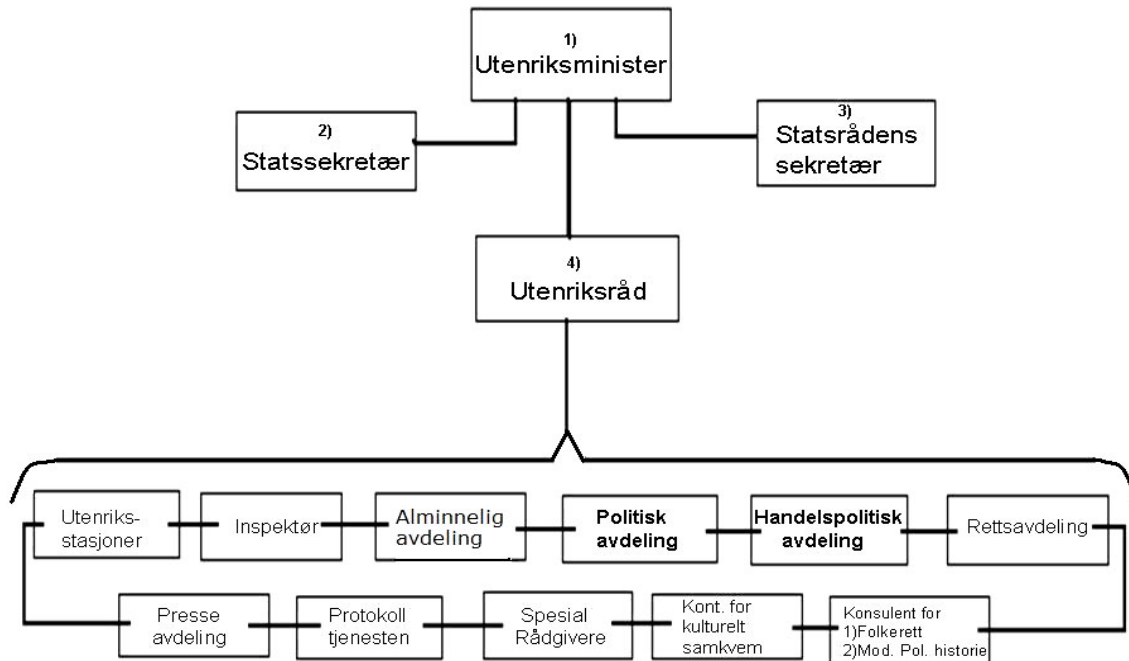 1)
Utenriksminister
2)
Statssekretær
3)
Statsrådens
sekretær
4)
Utenriksråd
Utenriks-
stasjoner
Inspektør
Alminnelig
avdeling
Politisk
avdeling
Handelspolitisk
avdeling
Rettsavdeling
Presse
avdeling
Protokoll
tjenesten
Spesial
Rådgivere
Kont. for
kulturelt
samkvem
Konsulent for
1)Folkerett
2)Mod. Pol. historie